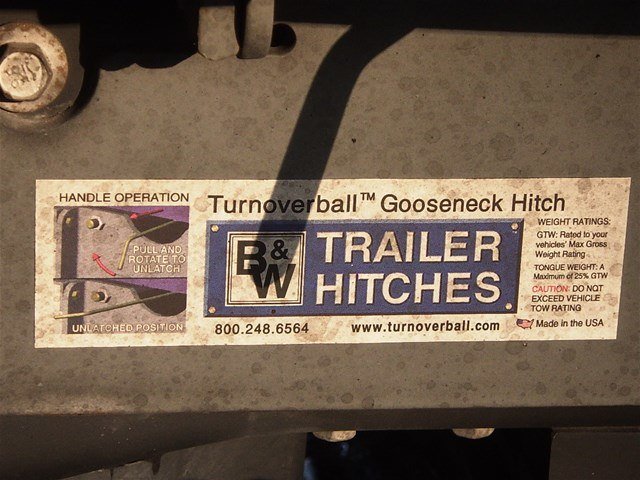 HANDLE OPERATION
PULL AND
ROTATE TO
UNLATCH
UNLATCHED POSITION
Turnoverball™ Gooseneck Hitch
B&W
TRAILER
HITCHES
800.248.6564
www.turnoverball.com
WEIGHT RATINGS:
GTW: Rated to your
vehicles' Max Gross
Weight Rating
TONGUE WEIGHT: A
Maximum of 25% GTW
CAUTION: DO NOT
EXCEED VEHICLE
TOW RATING
Made in the USA